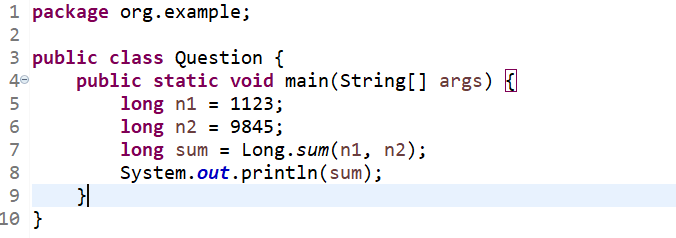 1 package org.example;
2
3 public class Question {
4     public static void main(String[] args) {
5         long n1 = 1123;
6         long n2 = 9845;
7         long sum = Long.sum(n1, n2);
8         System.out.println(sum);
9     }
10 }